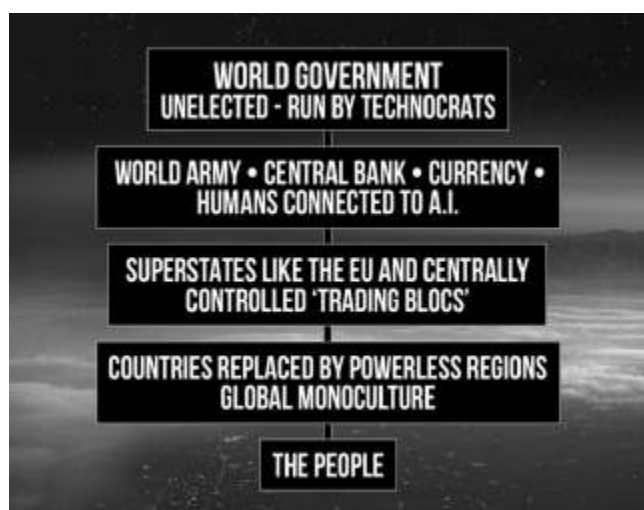 WORLD GOVERNMENT
UNELECTED - RUN BY TECHNOCRATS
WORLD ARMY • CENTRAL BANK • CURRENCY •
HUMANS CONNECTED TO A.I.
SUPERSTATES LIKE THE EU AND CENTRALLY
CONTROLLED ‘TRADING BLOCS’
COUNTRIES REPLACED BY POWERLESS REGIONS
GLOBAL MONOCULTURE
THE PEOPLE